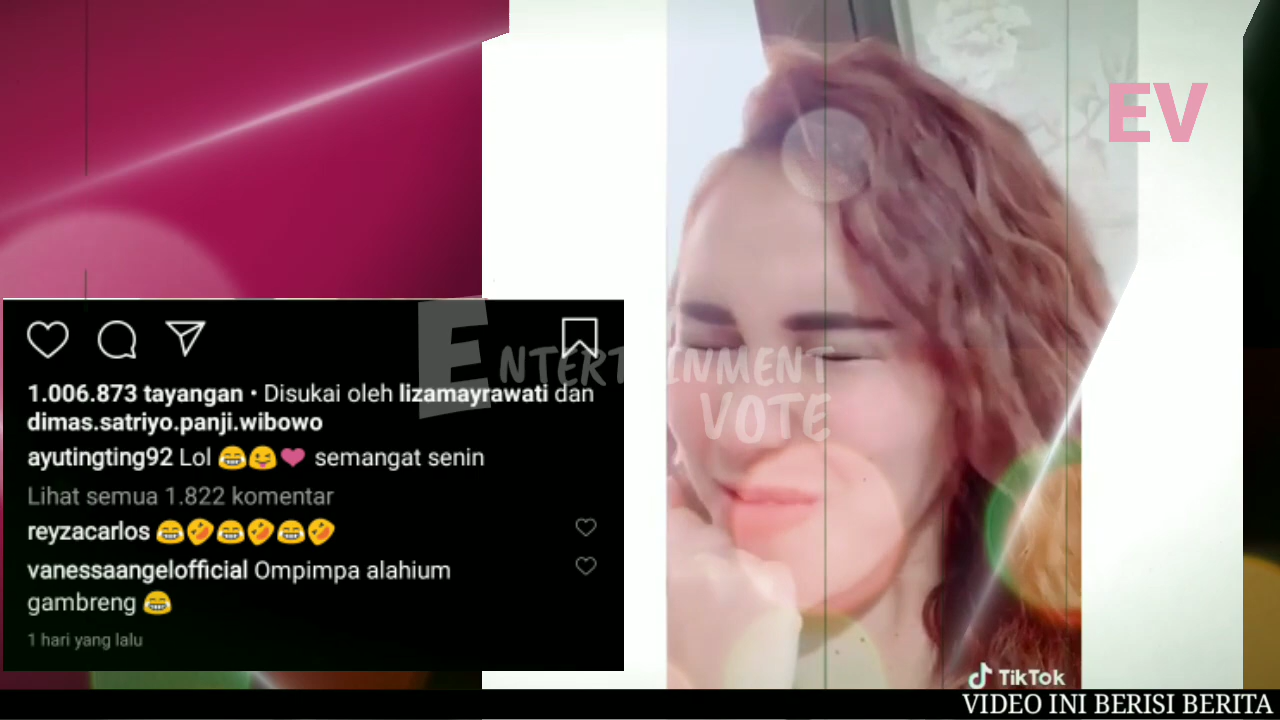 EV
1.006.873 tayangan • Disukai oleh lizamayrawati dan
dimas.satriyo.panji.wibowo
ayutingting92 Lol 😂😜❤ semangat senin
Lihat semua 1.822 komentar
reyzacarlos 😂🤣😂🤣😂🤣
vanessaangelofficial Ompimpa alahium
gambreng 😂
1 hari yang lalu
ENTERTAINMENT
VOTE
TikTok
VIDEO INI BERISI BERITA